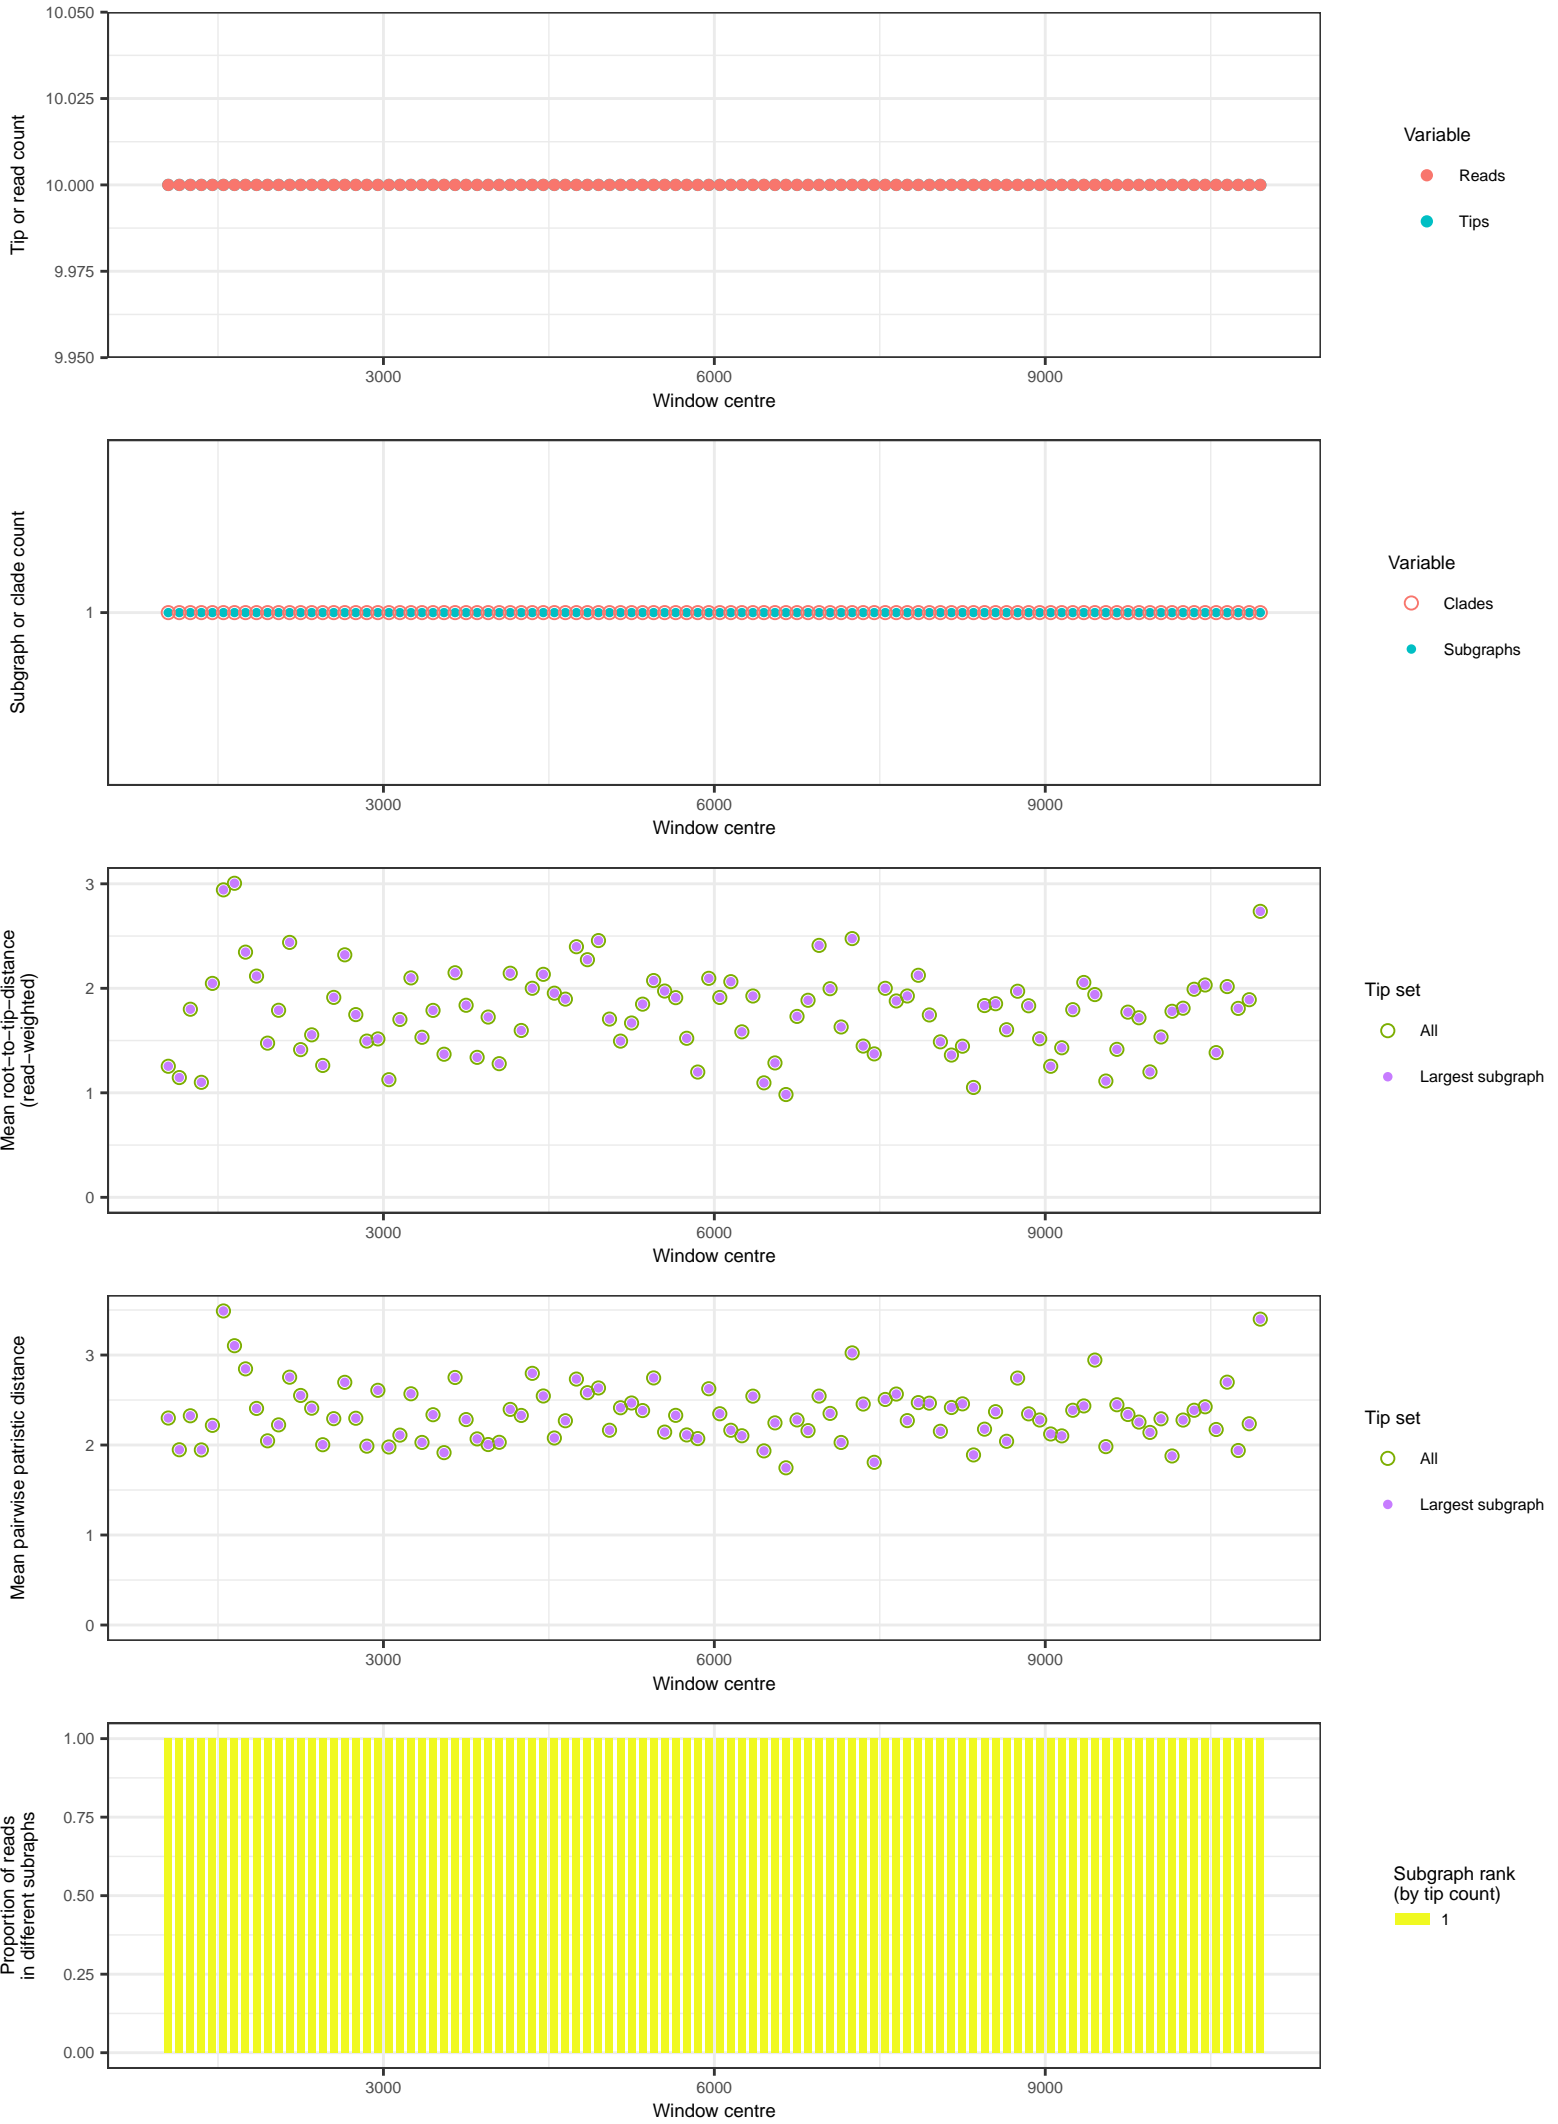 10.050
10.025
10.000
9.975
9.950
Tip or read count
3000
6000
9000
Window centre
Variable
Reads
Tips
1
Subgraph or clade count
3000
6000
9000
Window centre
Variable
Clades
Subgraphs
3
2
1
0
Mean root−to−tip−distance
(read−weighted)
3000
6000
9000
Window centre
Tip set
All
Largest subgraph
3
2
1
0
Mean pairwise patristic distance
3000
6000
9000
Window centre
Tip set
All
Largest subgraph
1.00
0.75
0.50
0.25
0.00
Proportion of reads
in different subraphs
3000
6000
9000
Window centre
Subgraph rank
(by tip count)
1